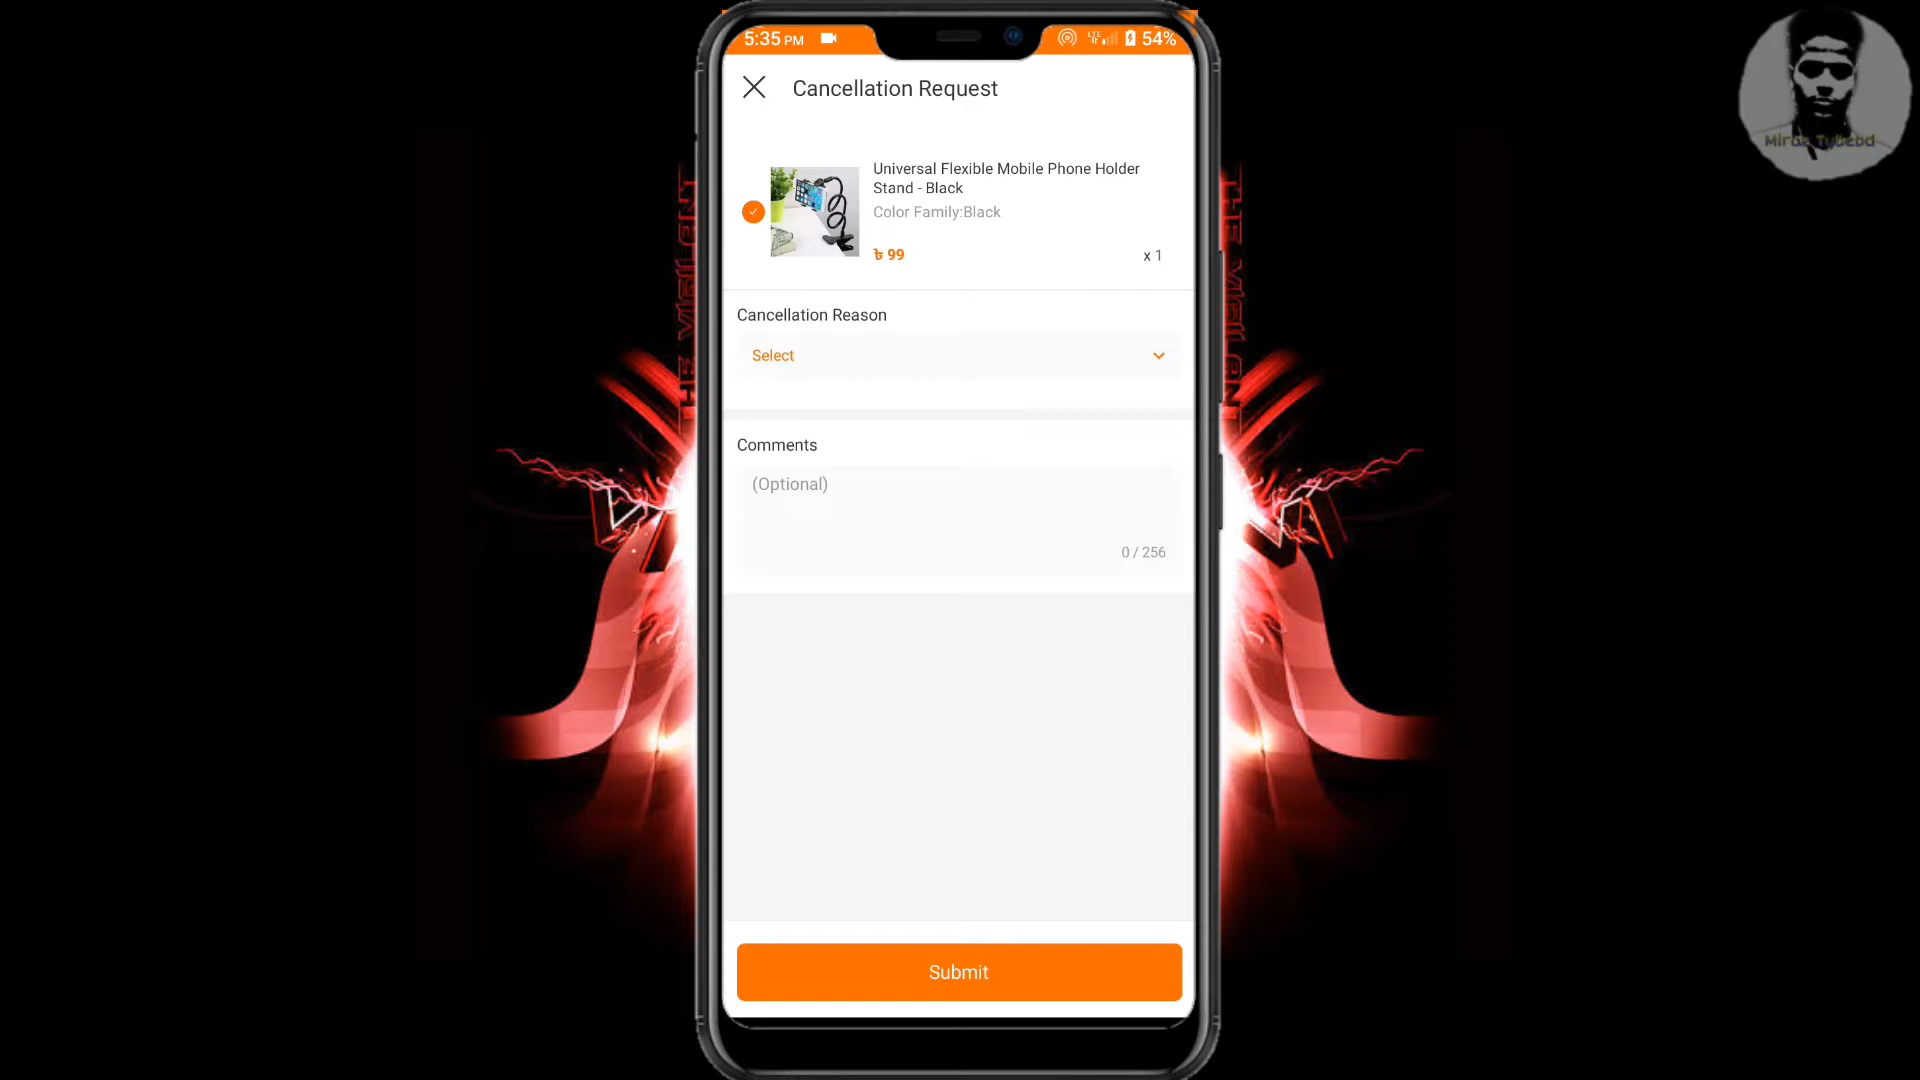 5:35 PM
LTE
54%
Cancellation Request
Universal Flexible Mobile Phone Holder
Stand - Black
Color Family:Black
৳ 99
x 1
Cancellation Reason
Select
Comments
(Optional)
0 / 256
Submit